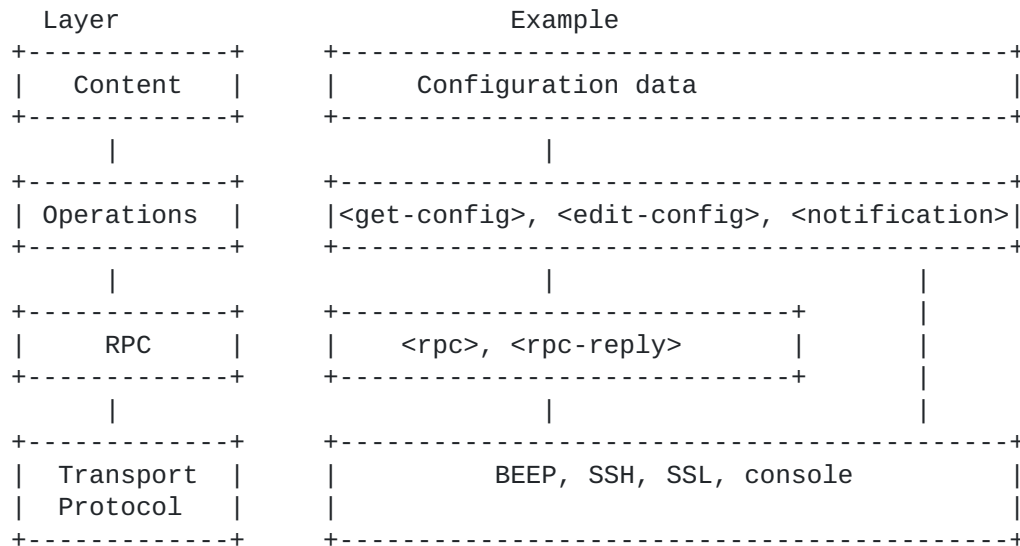 Layer Example
Content Configuration data
Operations <get-config>, <edit-config>, <notification>
RPC <rpc>, <rpc-reply>
Transport BEEP, SSH, SSL, console
Protocol